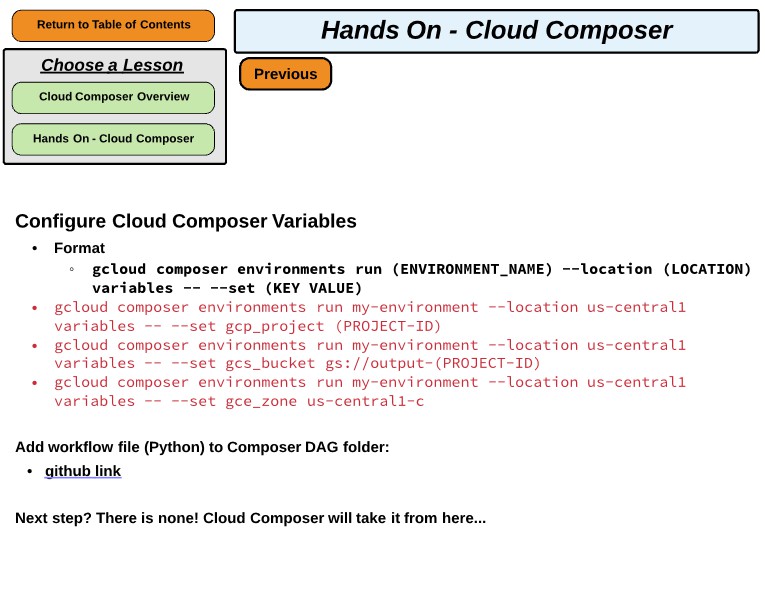 Return to Table of Contents
Hands On - Cloud Composer
Choose a Lesson
Previous
Cloud Composer Overview
Hands On - Cloud Composer
Configure Cloud Composer Variables
• Format
◦ gcloud composer environments run (ENVIRONMENT_NAME) --location (LOCATION)
variables -- --set (KEY VALUE)
• gcloud composer environments run my-environment --location us-central1
variables -- --set gcp_project (PROJECT-ID)
• gcloud composer environments run my-environment --location us-central1
variables -- --set gcs_bucket gs://output-(PROJECT-ID)
• gcloud composer environments run my-environment --location us-central1
variables -- --set gce_zone us-central1-c
Add workflow file (Python) to Composer DAG folder:
• github link
Next step? There is none! Cloud Composer will take it from here...